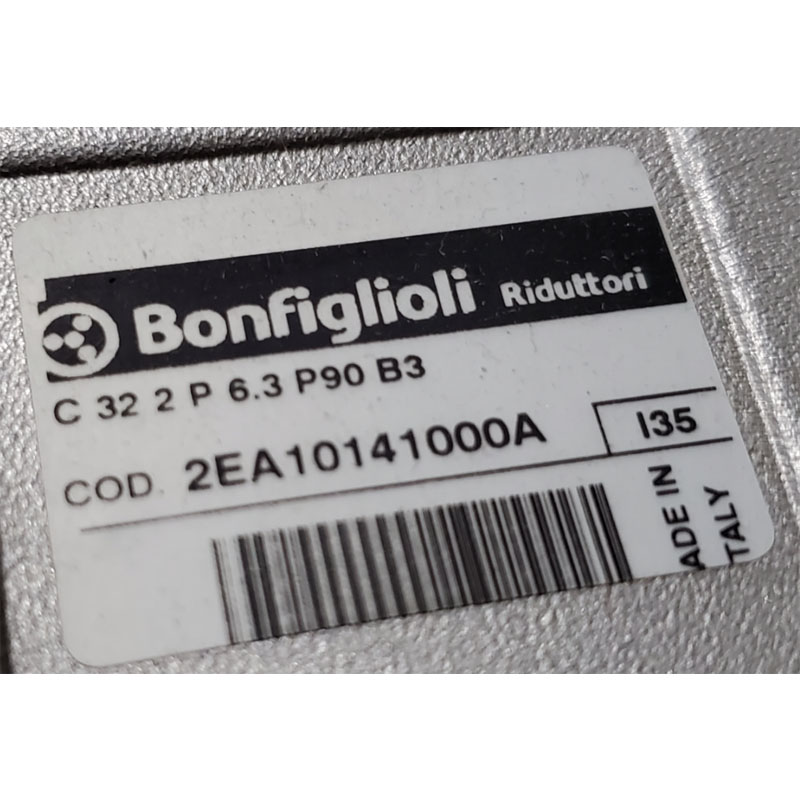 Bonfiglioli Riduttori
C 32 2 P 6.3 P90 B3
COD. 2EA10141000A
I35
ADE IN
TALY